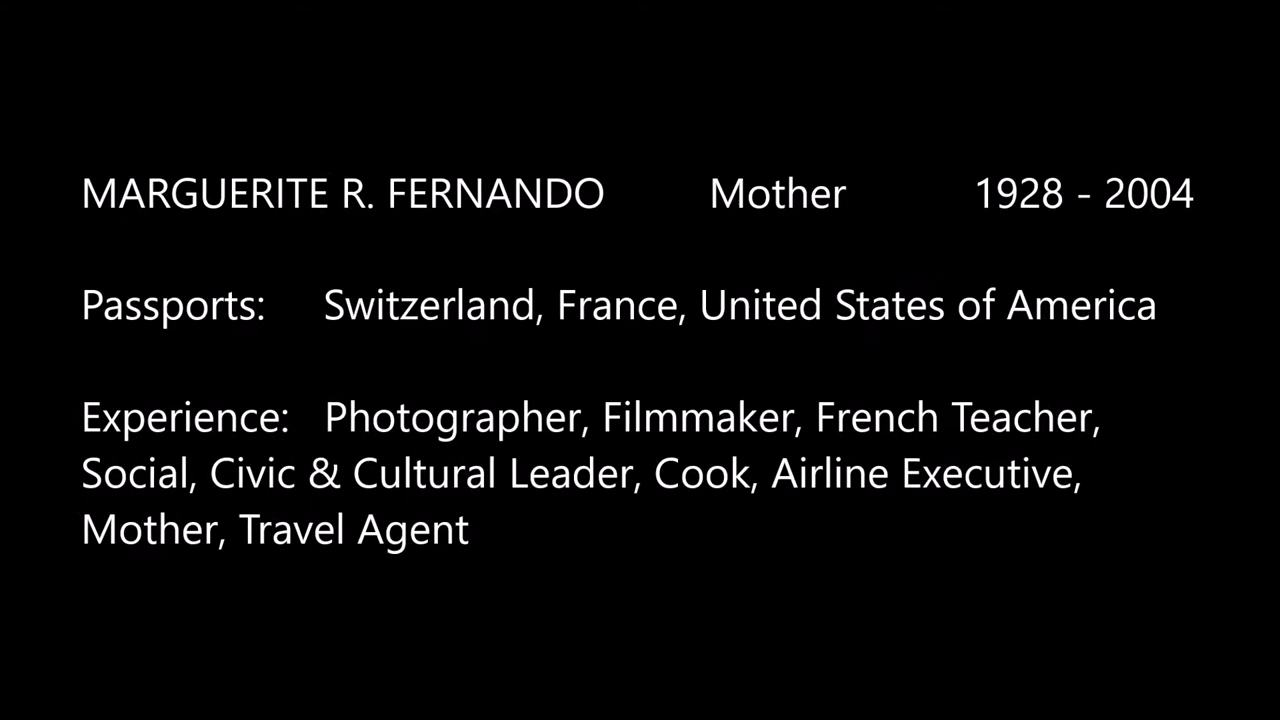 MARGUERITE R. FERNANDO Mother 1928 - 2004
Passports: Switzerland, France, United States of America
Experience: Photographer, Filmmaker, French Teacher,
Social, Civic & Cultural Leader, Cook, Airline Executive,
Mother, Travel Agent